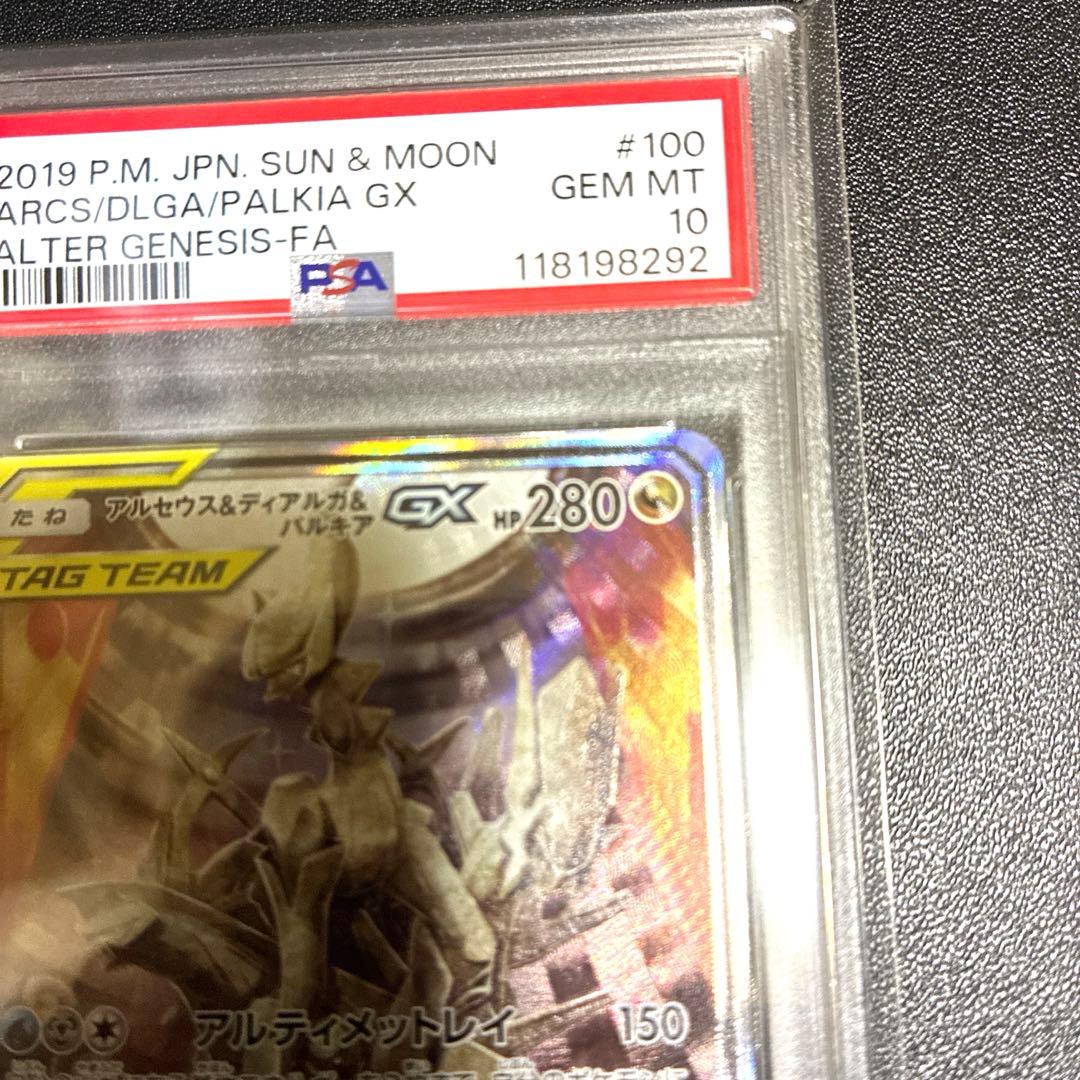 2019 P.M. JPN. SUN & MOON #100
ARCS/DLGA/PALKIA GX GEM MT
ALTER GENESIS-FA 10
PSA 118198292
たね アルセウス&ディアルガ&
パルキア GX HP 280
TAG TEAM
アルティメットレイ 150